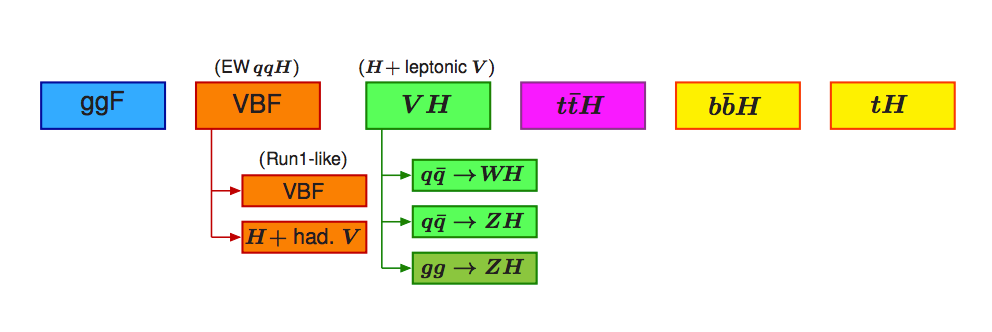 (EW qqH) (H + leptonic V)
ggF VBF VH tt̄H bb̄H tH
(Run1-like)
VBF
H + had. V
qq̄ → WH
qq̄ → ZH
gg → ZH